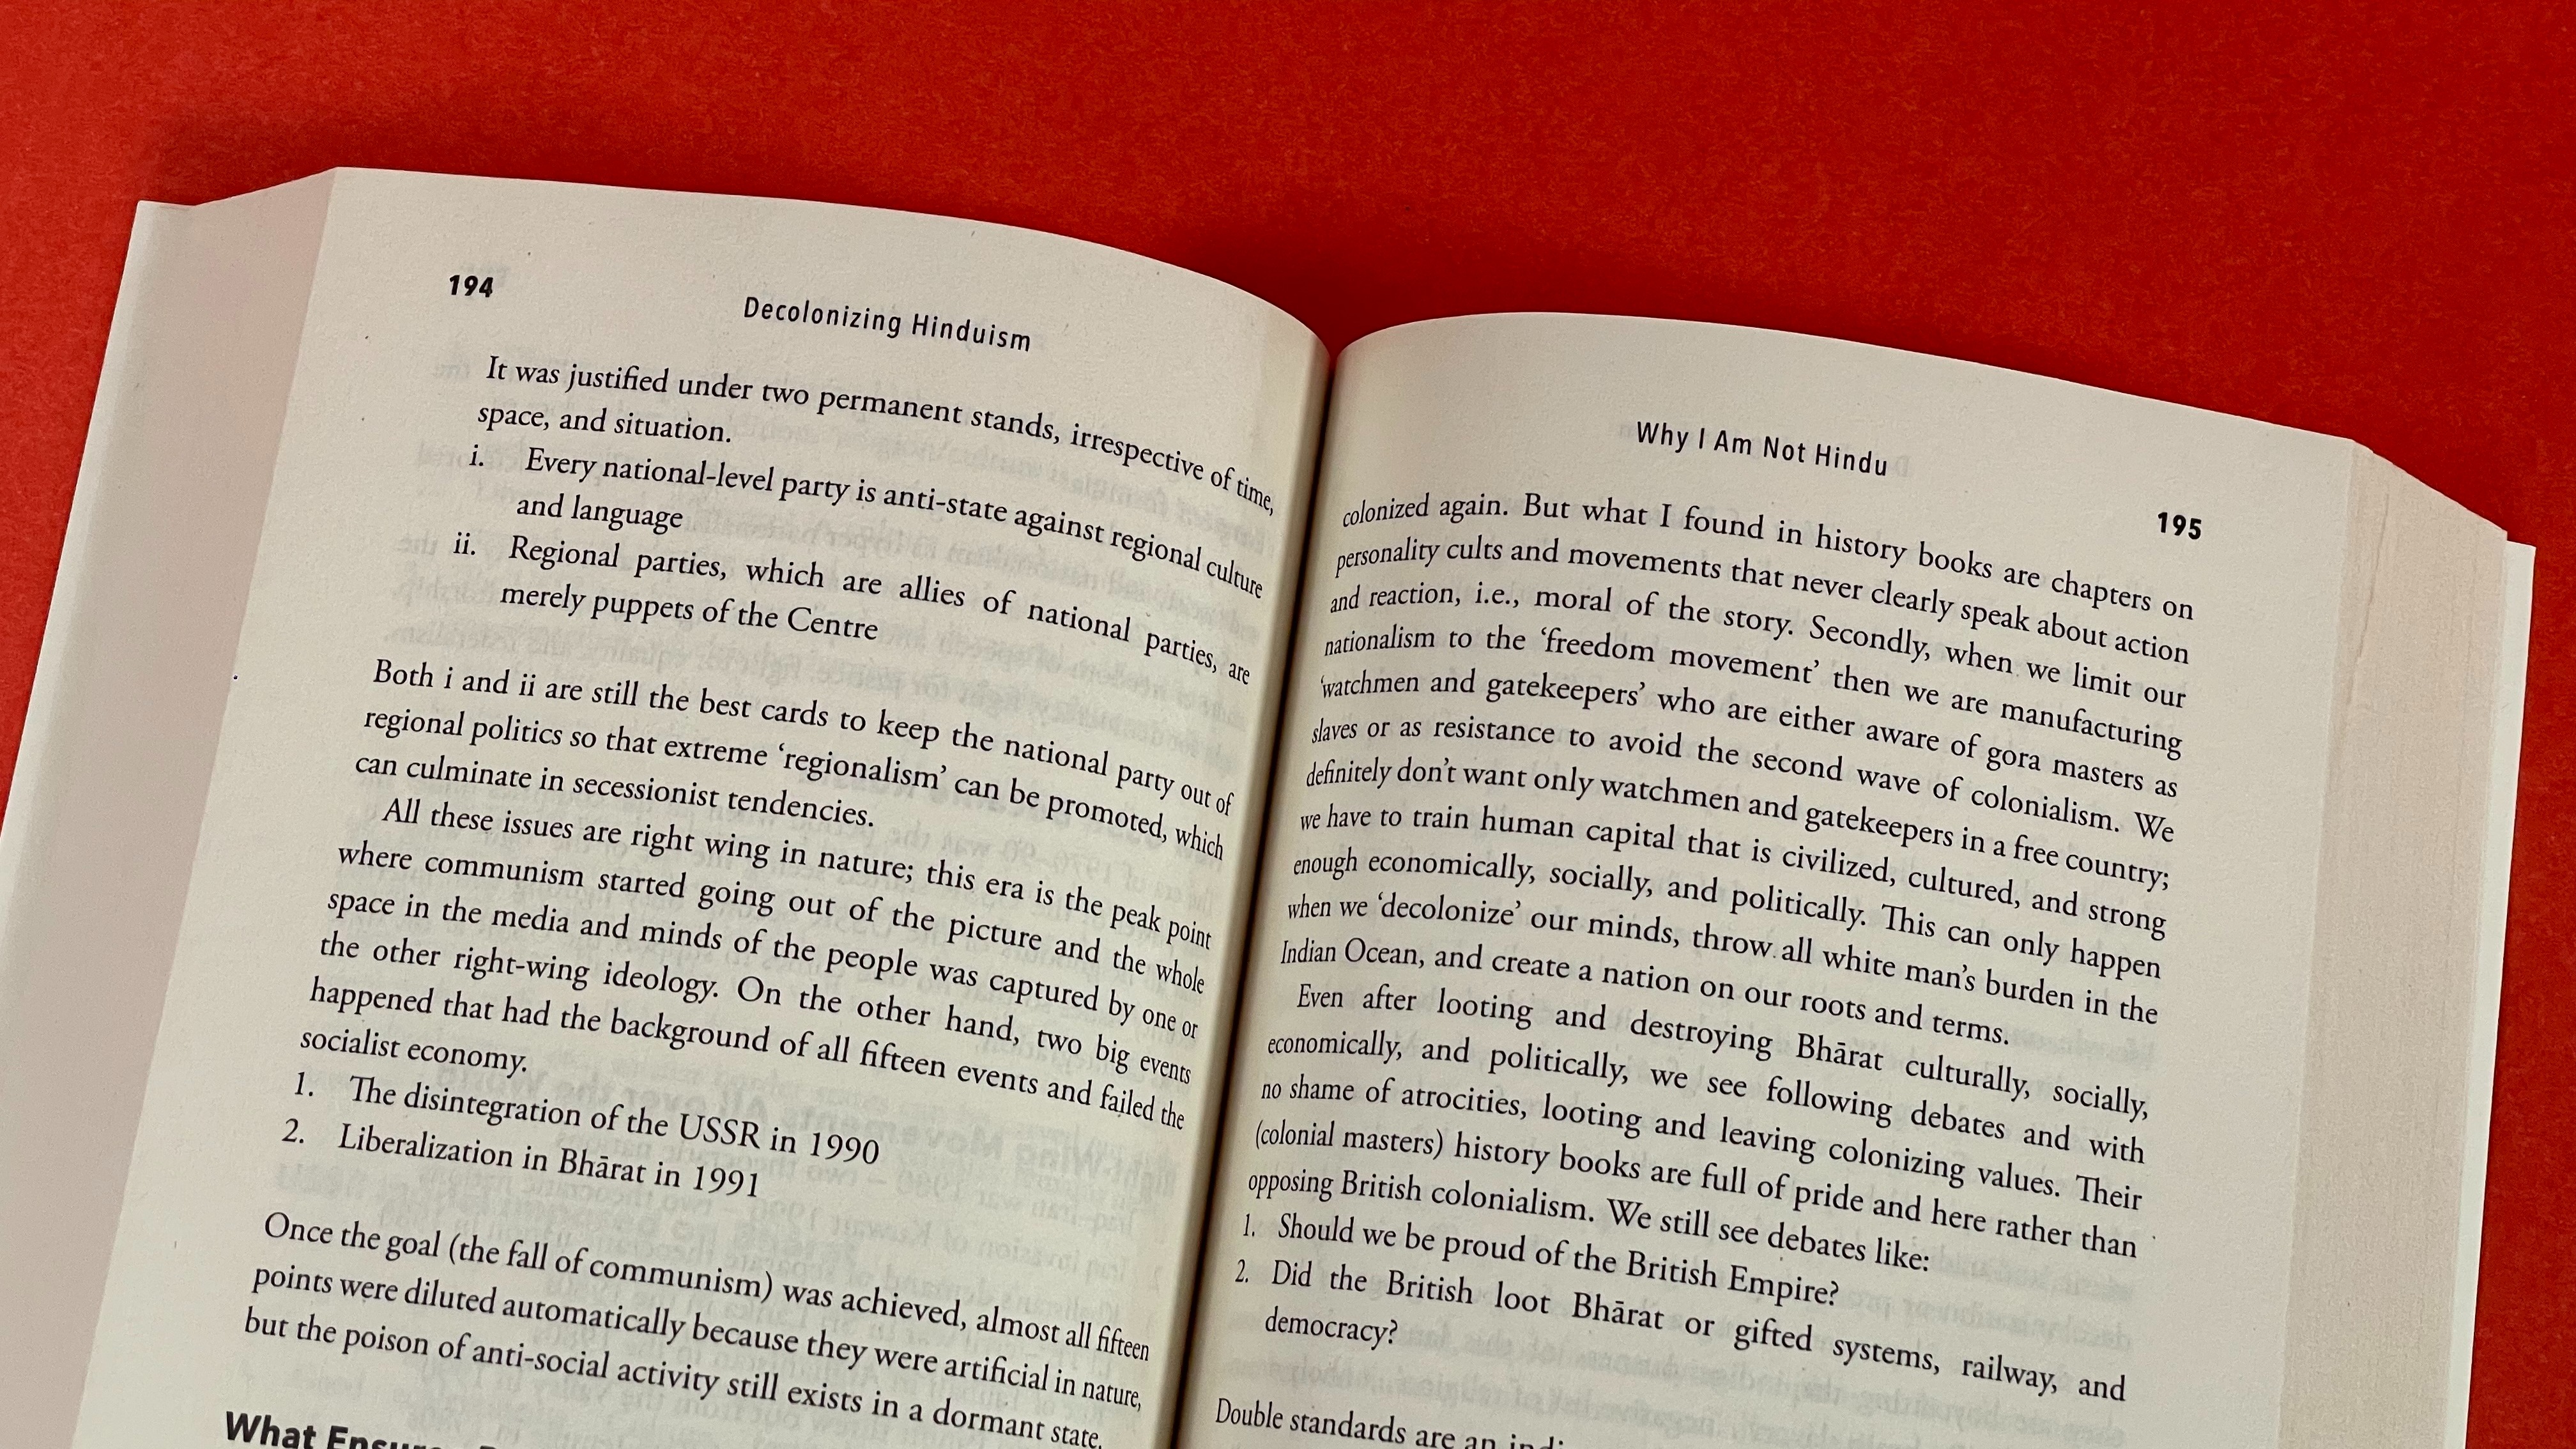 194
Decolonizing Hinduism
It was justified under two permanent stands, irrespective of time,
space, and situation.
i. Every national-level party is anti-state against regional culture
and language
ii. Regional parties, which are allies of national parties, are
merely puppets of the Centre
Both i and ii are still the best cards to keep the national party out of
regional politics so that extreme ‘regionalism’ can be promoted, which
can culminate in secessionist tendencies.
All these issues are right wing in nature; this era is the peak point
where communism started going out of the picture and the whole
space in the media and minds of the people was captured by one or
the other right-wing ideology. On the other hand, two big events
happened that had the background of all fifteen events and failed the
socialist economy.
1. The disintegration of the USSR in 1990
2. Liberalization in Bhārat in 1991
Once the goal (the fall of communism) was achieved, almost all fifteen
points were diluted automatically because they were artificial in nature,
but the poison of anti-social activity still exists in a dormant state.
What
Why I Am Not Hindu
195
colonized again. But what I found in history books are chapters on
personality cults and movements that never clearly speak about action
and reaction, i.e., moral of the story. Secondly, when we limit our
nationalism to the ‘freedom movement’ then we are manufacturing
‘watchmen and gatekeepers’ who are either aware of gora masters as
slaves or as resistance to avoid the second wave of colonialism. We
definitely don’t want only watchmen and gatekeepers in a free country;
we have to train human capital that is civilized, cultured, and strong
enough economically, socially, and politically. This can only happen
when we ‘decolonize’ our minds, throw all white man’s burden in the
Indian Ocean, and create a nation on our roots and terms.
Even after looting and destroying Bhārat culturally, socially,
economically, and politically, we see following debates and with
no shame of atrocities, looting and leaving colonizing values. Their
(colonial masters) history books are full of pride and here rather than
opposing British colonialism. We still see debates like:
1. Should we be proud of the British Empire?
2. Did the British loot Bhārat or gifted systems, railway, and
democracy?
Double standards are an